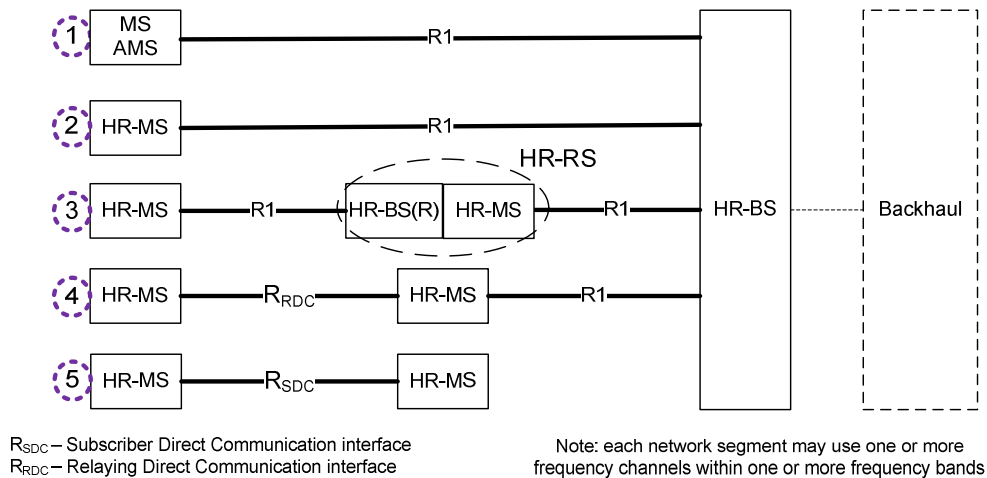 1
MS
AMS
R1
2
HR-MS
R1
HR-RS
3
HR-MS
R1
HR-BS(R)
HR-MS
R1
HR-BS
Backhaul
4
HR-MS
RRDC
HR-MS
R1
5
HR-MS
RSDC
HR-MS
RSDC – Subscriber Direct Communication interface
RRDC – Relaying Direct Communication interface
Note: each network segment may use one or more
frequency channels within one or more frequency bands